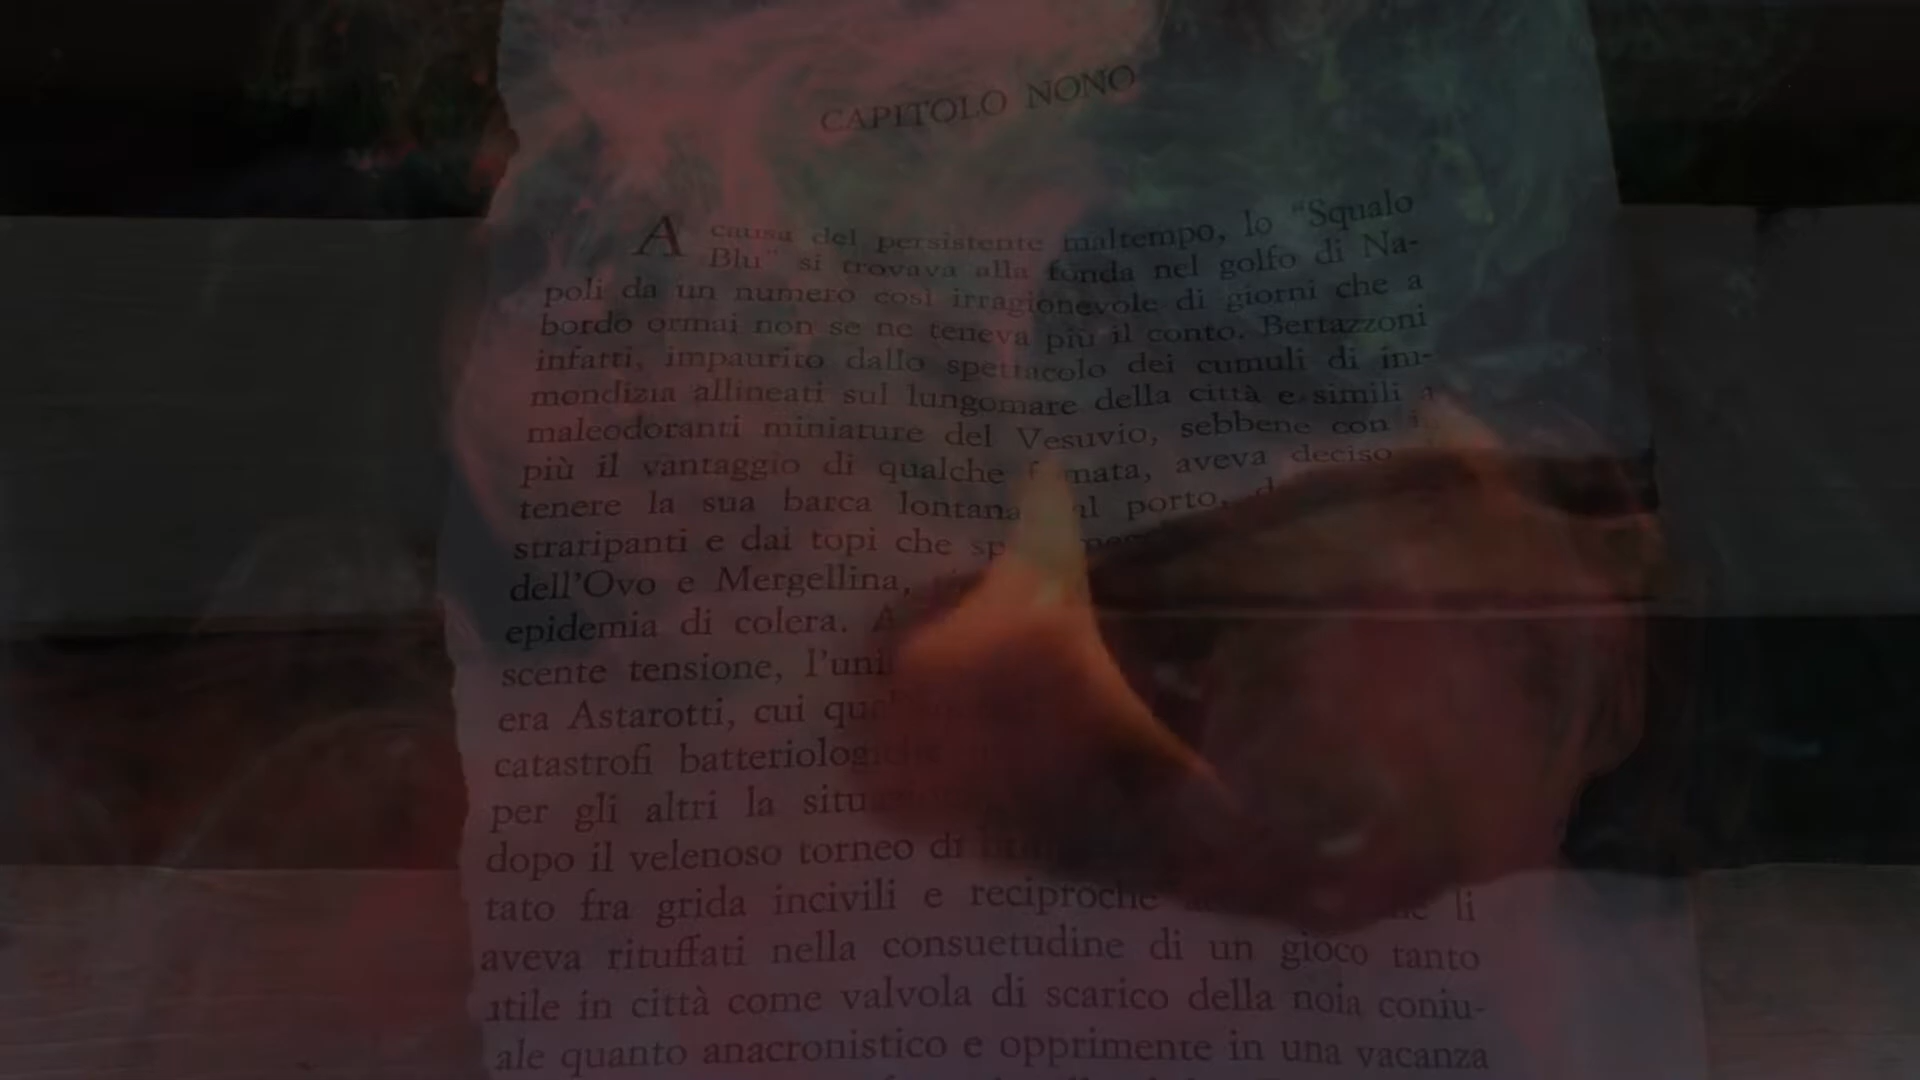 CAPITOLO NONO
A causa del persistente maltempo, lo "Squalo
Blu" si trovava alla fonda nel golfo di Na-
poli da un numero così irragionevole di giorni che a
bordo ormai non se ne teneva più il conto. Bertazzoni
infatti, impaurito dallo spettacolo dei cumuli di im-
mondizia allineati sul lungomare della città e simili a
maleodoranti miniature del Vesuvio, sebbene con
più il vantaggio di qualche mata, aveva deciso
tenere la sua barca lontana al porto,
straripanti e dai topi che
dell'Ovo e Mergellina,
epidemia di colera.
scente tensione, l'uni
era Astarotti, cui
catastrofi
per gli altri la situ
dopo il velenoso torneo di
tato fra grida incivili e reciproche li
aveva rituffati nella consuetudine di un gioco tanto
utile in città come valvola di scarico della noia coniu-
ale quanto anacronistico e opprimente in una vacanza